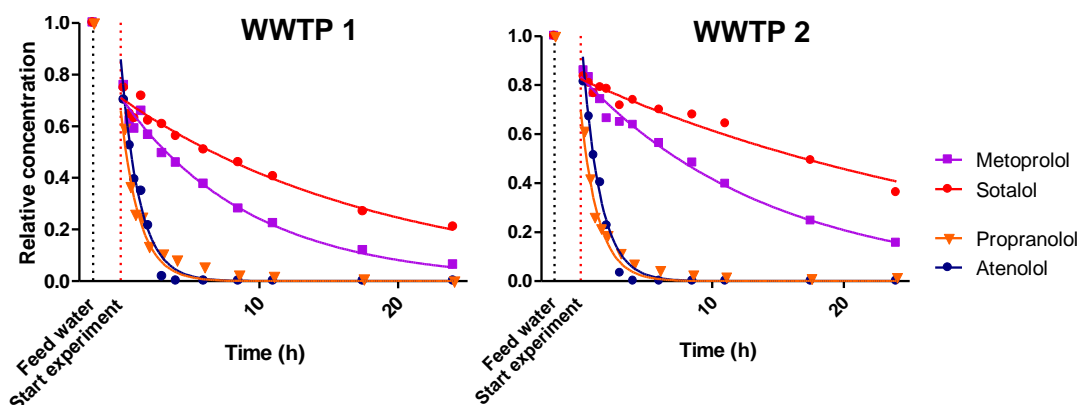 WWTP 1
Relative concentration
1.0
0.8
0.6
0.4
0.2
0.0
Feed water
Start experiment
10
20
Time (h)
WWTP 2
1.0
0.8
0.6
0.4
0.2
0.0
Feed water
Start experiment
10
20
Time (h)
Metoprolol
Sotalol
Propranolol
Atenolol